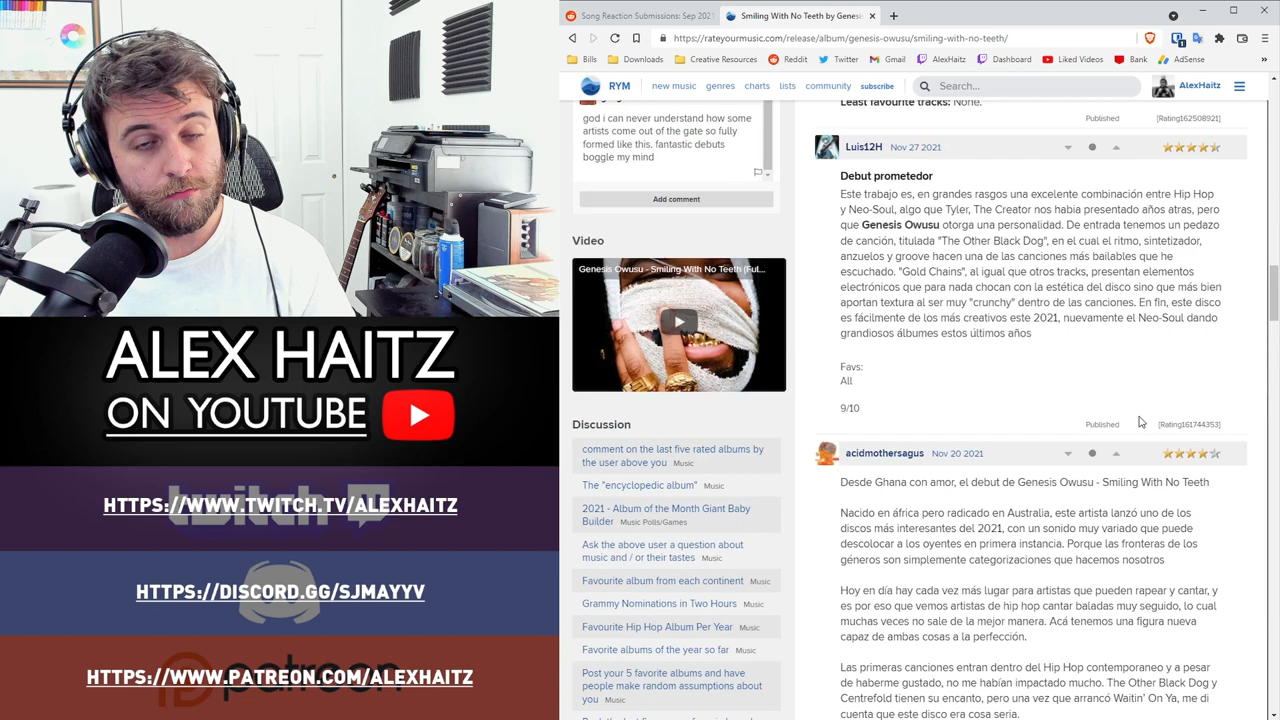 Song Reaction Submissions: Sep 202
Smiling With No Teeth by Genesis
https://rateyourmusic.com/release/album/genesis-owusu/smiling-with-no-teeth/
Bills
Downloads
Creative Resources
Reddit
Twitter
Gmail
AlexHaitz
Dashboard
Liked Videos
Bank
AdSense
RYM
new music
genres
charts
lists
community
subscribe
Search...
AlexHaitz
god i can never understand how some
artists come out of the gate so fully
formed like this. fantastic debuts
boggle my mind
Add comment
Video
Genesis Owusu - Smiling With No Teeth (Ful...
Discussion
comment on the last five rated albums by
the user above you Music
The "encyclopedic album" Music
2021 - Album of the Month Giant Baby
Builder Music Polls/Games
Ask the above user a question about
music and / or their tastes Music
Favourite album from each continent Music
Grammy Nominations in Two Hours Music
Favourite Hip Hop Album Per Year Music
Favorite albums of the year so far Music
Post your 5 favorite albums and have
people make random assumptions about
you Music
Least favourite tracks: None.
Published [Rating162508921]
Luis12H Nov 27 2021
Debut prometedor
Este trabajo es, en grandes rasgos una excelente combinación entre Hip Hop
y Neo-Soul, algo que Tyler, The Creator nos habia presentado años atras, pero
que Genesis Owusu otorga una personalidad. De entrada tenemos un pedazo
de canción, titulada "The Other Black Dog", en el cual el ritmo, sintetizador,
anzuelos y groove hacen una de las canciones más bailables que he
escuchado. "Gold Chains", al igual que otros tracks, presentan elementos
electrónicos que para nada chocan con la estética del disco sino que más bien
aportan textura al ser muy "crunchy" dentro de las canciones. En fin, este disco
es fácilmente de los más creativos este 2021, nuevamente el Neo-Soul dando
grandiosos álbumes estos últimos años
Favs:
All
9/10
Published [Rating161744353]
acidmothersagus Nov 20 2021
Desde Ghana con amor, el debut de Genesis Owusu - Smiling With No Teeth
Nacido en áfrica pero radicado en Australia, este artista lanzó uno de los
discos más interesantes del 2021, con un sonido muy variado que puede
descolocar a los oyentes en primera instancia. Porque las fronteras de los
géneros son simplemente categorizaciones que hacemos nosotros
Hoy en día hay cada vez más lugar para artistas que pueden rapear y cantar, y
es por eso que vemos artistas de hip hop cantar baladas muy seguido, lo cual
muchas veces no sale de la mejor manera. Acá tenemos una figura nueva
capaz de ambas cosas a la perfección.
Las primeras canciones entran dentro del Hip Hop contemporaneo y a pesar
de haberme gustado, no me habían impactado mucho. The Other Black Dog y
Centrefold tienen su encanto, pero una vez que arrancó Waitin' On Ya, me di
cuenta que este disco era cosa seria.
ALEX HAITZ
ON YOUTUBE
twitch
HTTPS://WWW.TWITCH.TV/ALEXHAITZ
HTTPS://DISCORD.GG/SJMAYYV
patreon
HTTPS://WWW.PATREON.COM/ALEXHAITZ